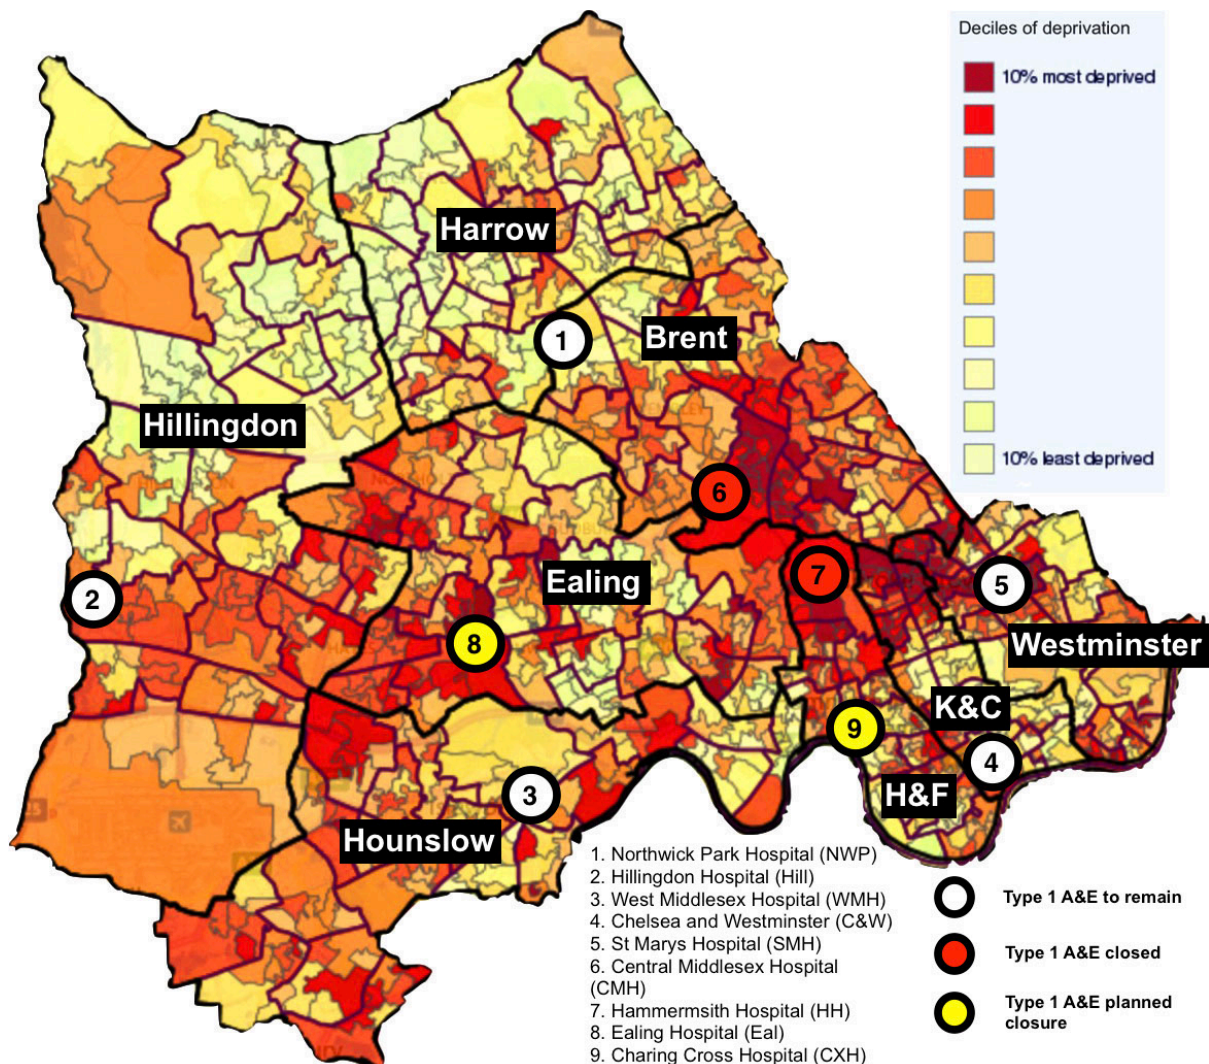 Deciles of deprivation
10% most deprived
10% least deprived
Harrow
1
Brent
Hillingdon
6
Ealing
7
5
2
8
Westminster
K&C
9
4
3
H&F
Hounslow
1. Northwick Park Hospital (NWP)
2. Hillingdon Hospital (Hill)
3. West Middlesex Hospital (WMH)
4. Chelsea and Westminster (C&W)
5. St Marys Hospital (SMH)
6. Central Middlesex Hospital
(CMH)
7. Hammersmith Hospital (HH)
8. Ealing Hospital (Eal)
9. Charing Cross Hospital (CXH)
Type 1 A&E to remain
Type 1 A&E closed
Type 1 A&E planned
closure